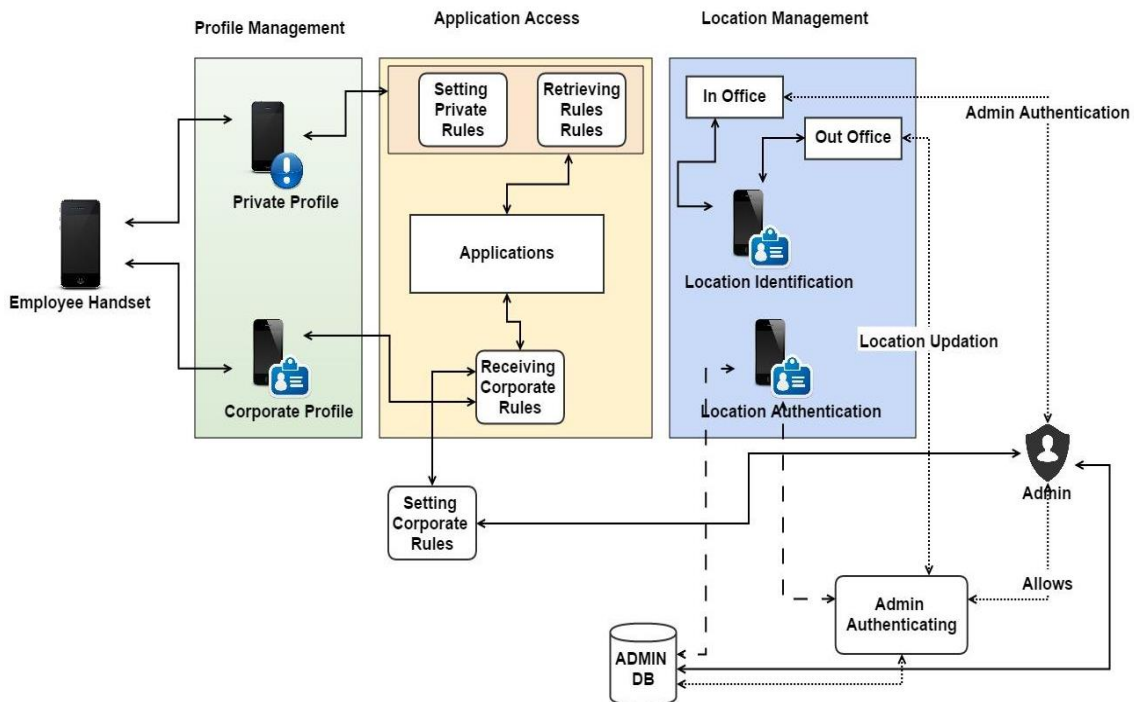 Profile Management
Application Access
Location Management
Setting
Private
Rules
Retrieving
Rules
Rules
In Office
Admin Authentication
Out Office
Private Profile
Applications
Location Identification
Employee Handset
Location Updation
Receiving
Corporate
Rules
Corporate Profile
Location Authentication
Setting
Corporate
Rules
Admin
Allows
Admin
Authenticating
ADMIN
DB